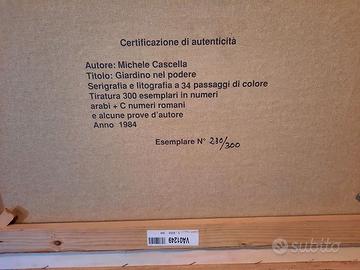 Certificazione di autenticità
Autore: Michele Cascella
Titolo: Giardino nel podere
Serigrafia e litografia a 34 passaggi di colore
Tiratura 300 esemplari in numeri
arabi + C numeri romani
e alcune prove d'autore
Anno 1984
Esemplare N° 230/300
VA01249
subito